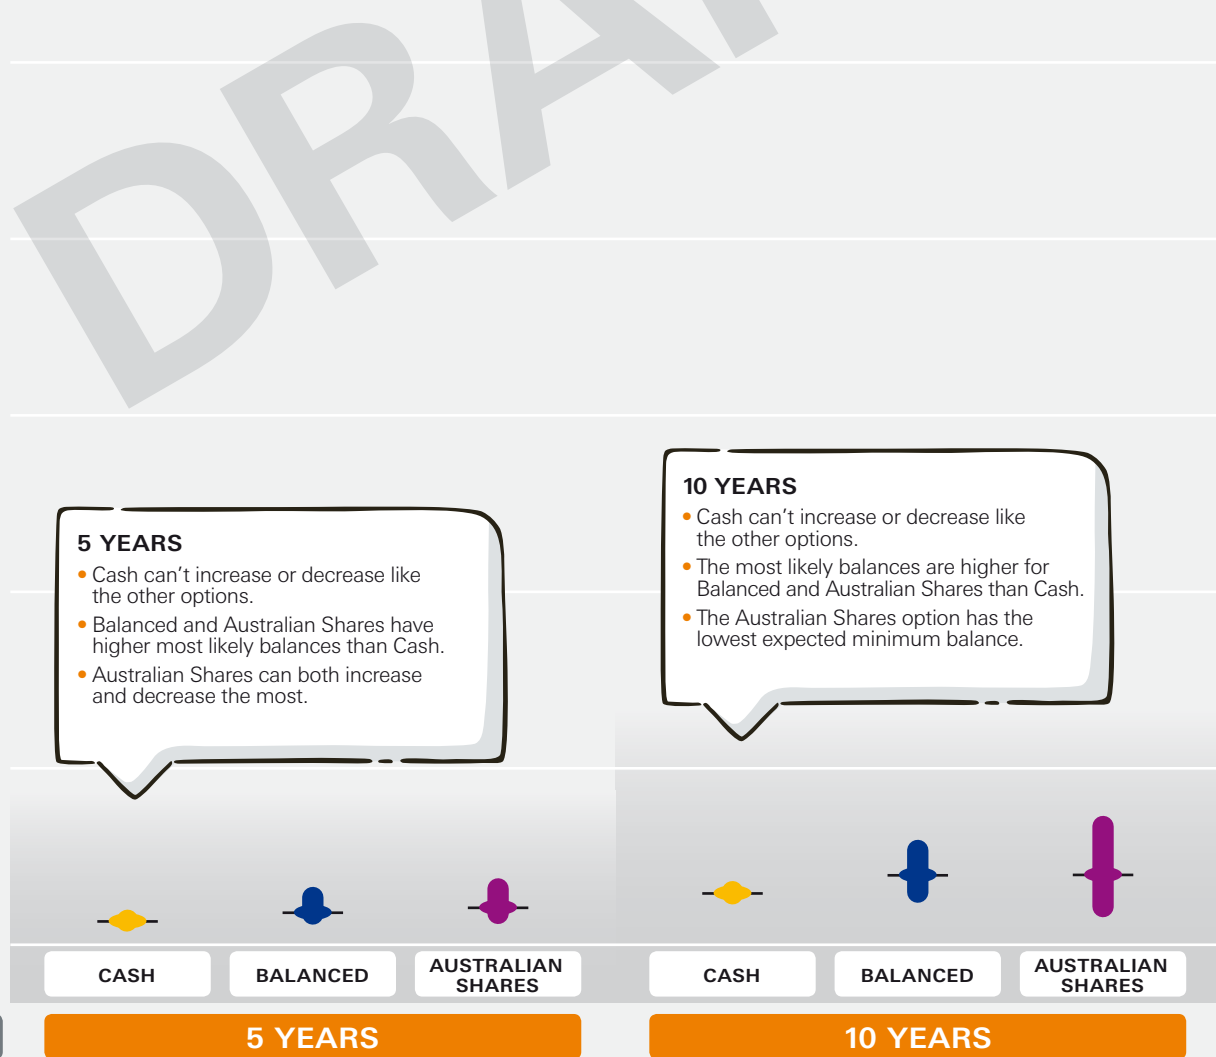 DRA
5 YEARS
• Cash can't increase or decrease like
the other options.
• Balanced and Australian Shares have
higher most likely balances than Cash.
• Australian Shares can both increase
and decrease the most.
10 YEARS
• Cash can't increase or decrease like
the other options.
• The most likely balances are higher for
Balanced and Australian Shares than Cash.
• The Australian Shares option has the
lowest expected minimum balance.
CASH
BALANCED
AUSTRALIAN
SHARES
CASH
BALANCED
AUSTRALIAN
SHARES
5 YEARS
10 YEARS